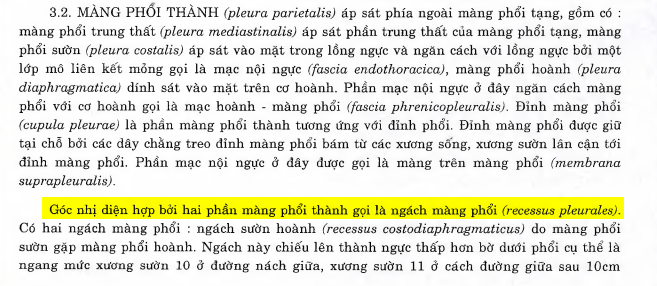 3.2. MÀNG PHỔI THÀNH (pleura parietalis) áp sát phía ngoài màng phổi tạng, gồm có :
màng phổi trung thất (pleura mediastinalis) áp sát phần trung thất của màng phổi tạng, màng
phổi sườn (pleura costalis) áp sát vào mặt trong lồng ngực và ngăn cách với lồng ngực bởi một
lớp mô liên kết mỏng gọi là mạc nội ngực (fascia endothoracica), màng phổi hoành (pleura
diaphragmatica) dính sát vào mặt trên cơ hoành. Phần mạc nội ngực ở đây ngăn cách màng
phổi với cơ hoành gọi là mạc hoành - màng phổi (fascia phrenicopleuralis). Đỉnh màng phổi
(cupula pleurae) là phần màng phổi thành tương ứng với đỉnh phổi. Đỉnh màng phổi được giữ
tại chỗ bởi các dây chằng treo đỉnh màng phổi bám từ các xương sống, xương sườn lân cận tới
đỉnh màng phổi. Phần mạc nội ngực ở đây được gọi là màng trên màng phổi (membrana
suprapleuralis).
Góc nhị diện hợp bởi hai phần màng phổi thành gọi là ngách màng phổi (recessus pleurales).
Có hai ngách màng phổi : ngách sườn hoành (recessus costodiaphragmaticus) do màng phổi
sườn gặp màng phổi hoành. Ngách này chiếu lên thành ngực thấp hơn bờ dưới phổi cụ thể là
ngang mức xương sườn 10 ở đường nách giữa, xương sườn 11 ở cách đường giữa sau 10cm